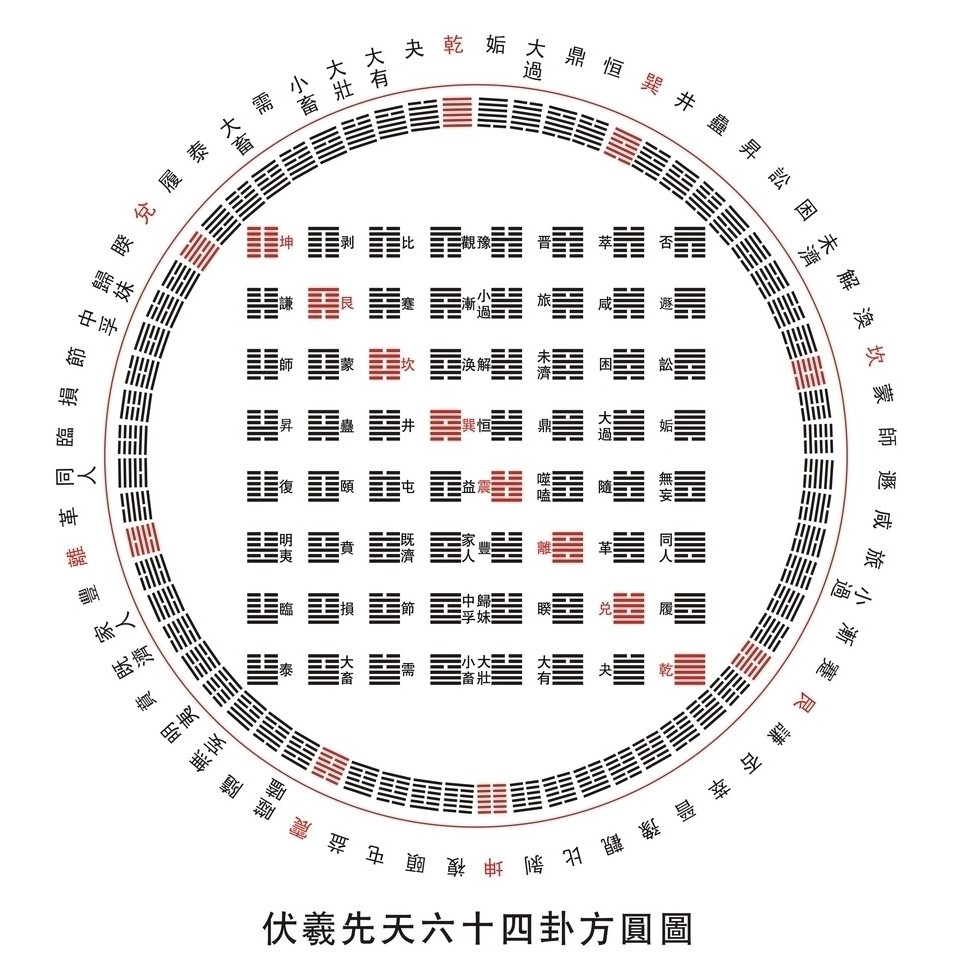 乾 姤 大過 鼎 恒 巽 井 蠱 昇 訟 困 未濟 解 渙 坎 蒙 師 遯 咸 旅 小過 漸 蹇 艮 謙 否 萃 晉 豫 觀 比 剝 坤 複 頤 屯 益 震 噬嗑 隨 無妄 明夷 賁 既濟 家人 豐 離 革 同人 臨 損 節 中孚 歸妹 睽 兌 履 泰 大畜 需 小畜 大壯 大有 夬
坤 剥 比 觀 豫 晋 萃 否
謙 艮 蹇 漸 小過 旅 咸 遯
師 蒙 坎 涣 解 未濟 困 訟
昇 蠱 井 巽 恒 鼎 大過 姤
復 頤 屯 益 震 噬嗑 隨 無妄
明夷 賁 既濟 家人 豐 離 革 同人
臨 損 節 中孚 歸妹 睽 兑 履
泰 大畜 需 小畜 大壯 大有 夬 乾
伏羲先天六十四卦方圓圖